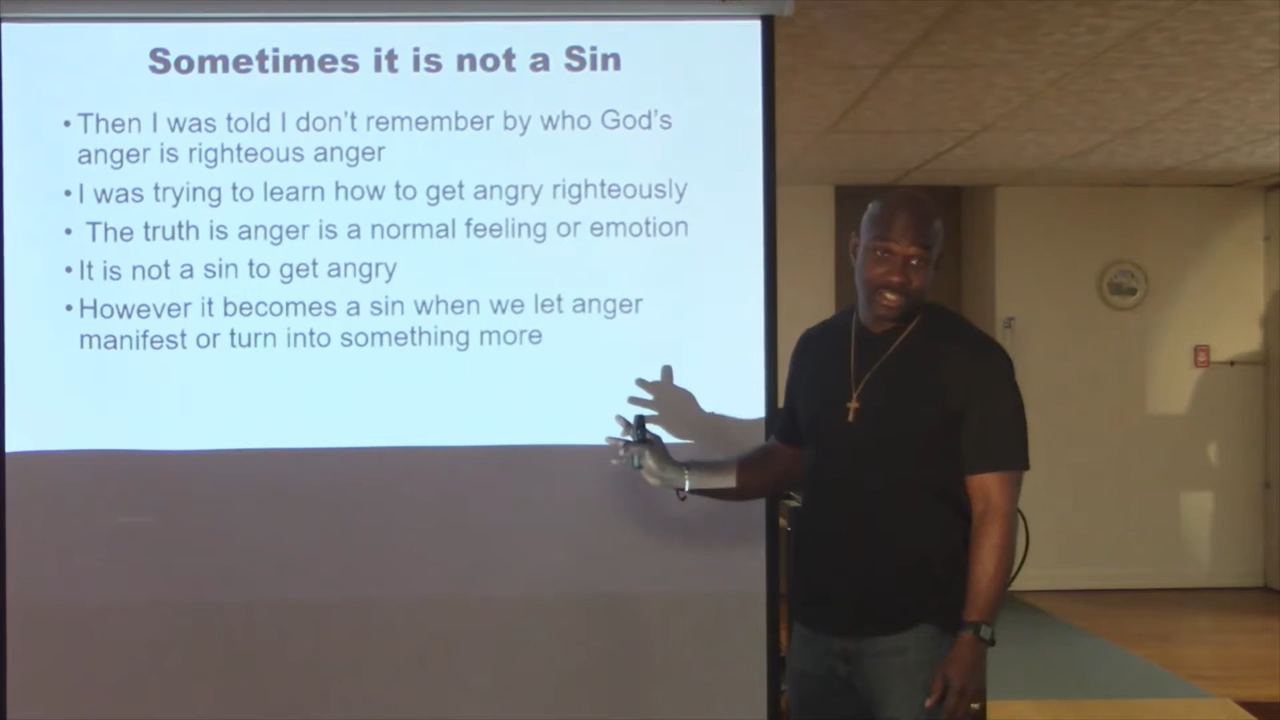 Sometimes it is not a Sin
• Then I was told I don't remember by who God's
anger is righteous anger
• I was trying to learn how to get angry righteously
• The truth is anger is a normal feeling or emotion
• It is not a sin to get angry
• However it becomes a sin when we let anger
manifest or turn into something more